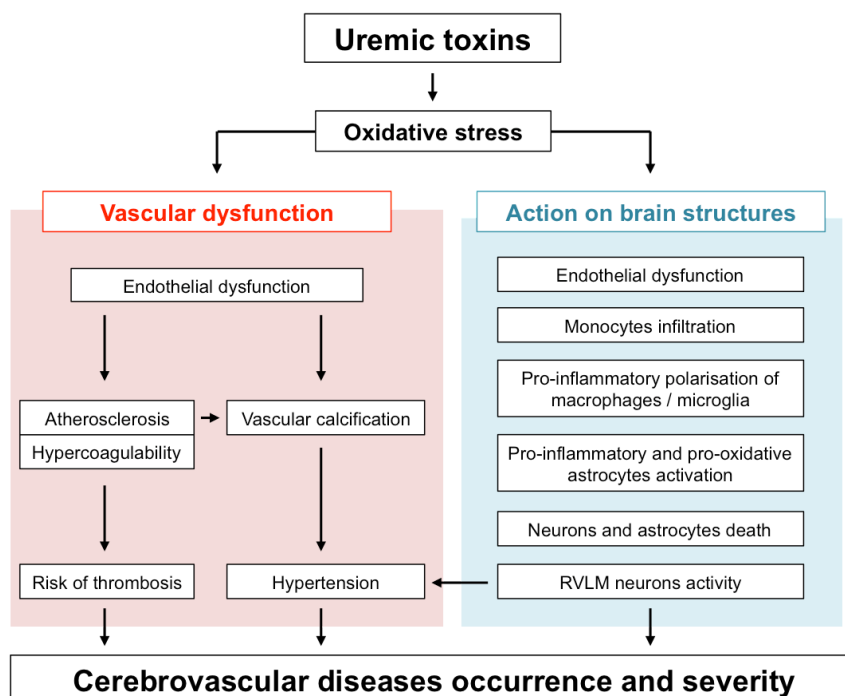 Uremic toxins
Oxidative stress
Vascular dysfunction
Endothelial dysfunction
Atherosclerosis
Hypercoagulability
Vascular calcification
Risk of thrombosis
Hypertension
Action on brain structures
Endothelial dysfunction
Monocytes infiltration
Pro-inflammatory polarisation of
macrophages / microglia
Pro-inflammatory and pro-oxidative
astrocytes activation
Neurons and astrocytes death
RVLM neurons activity
Cerebrovascular diseases occurrence and severity